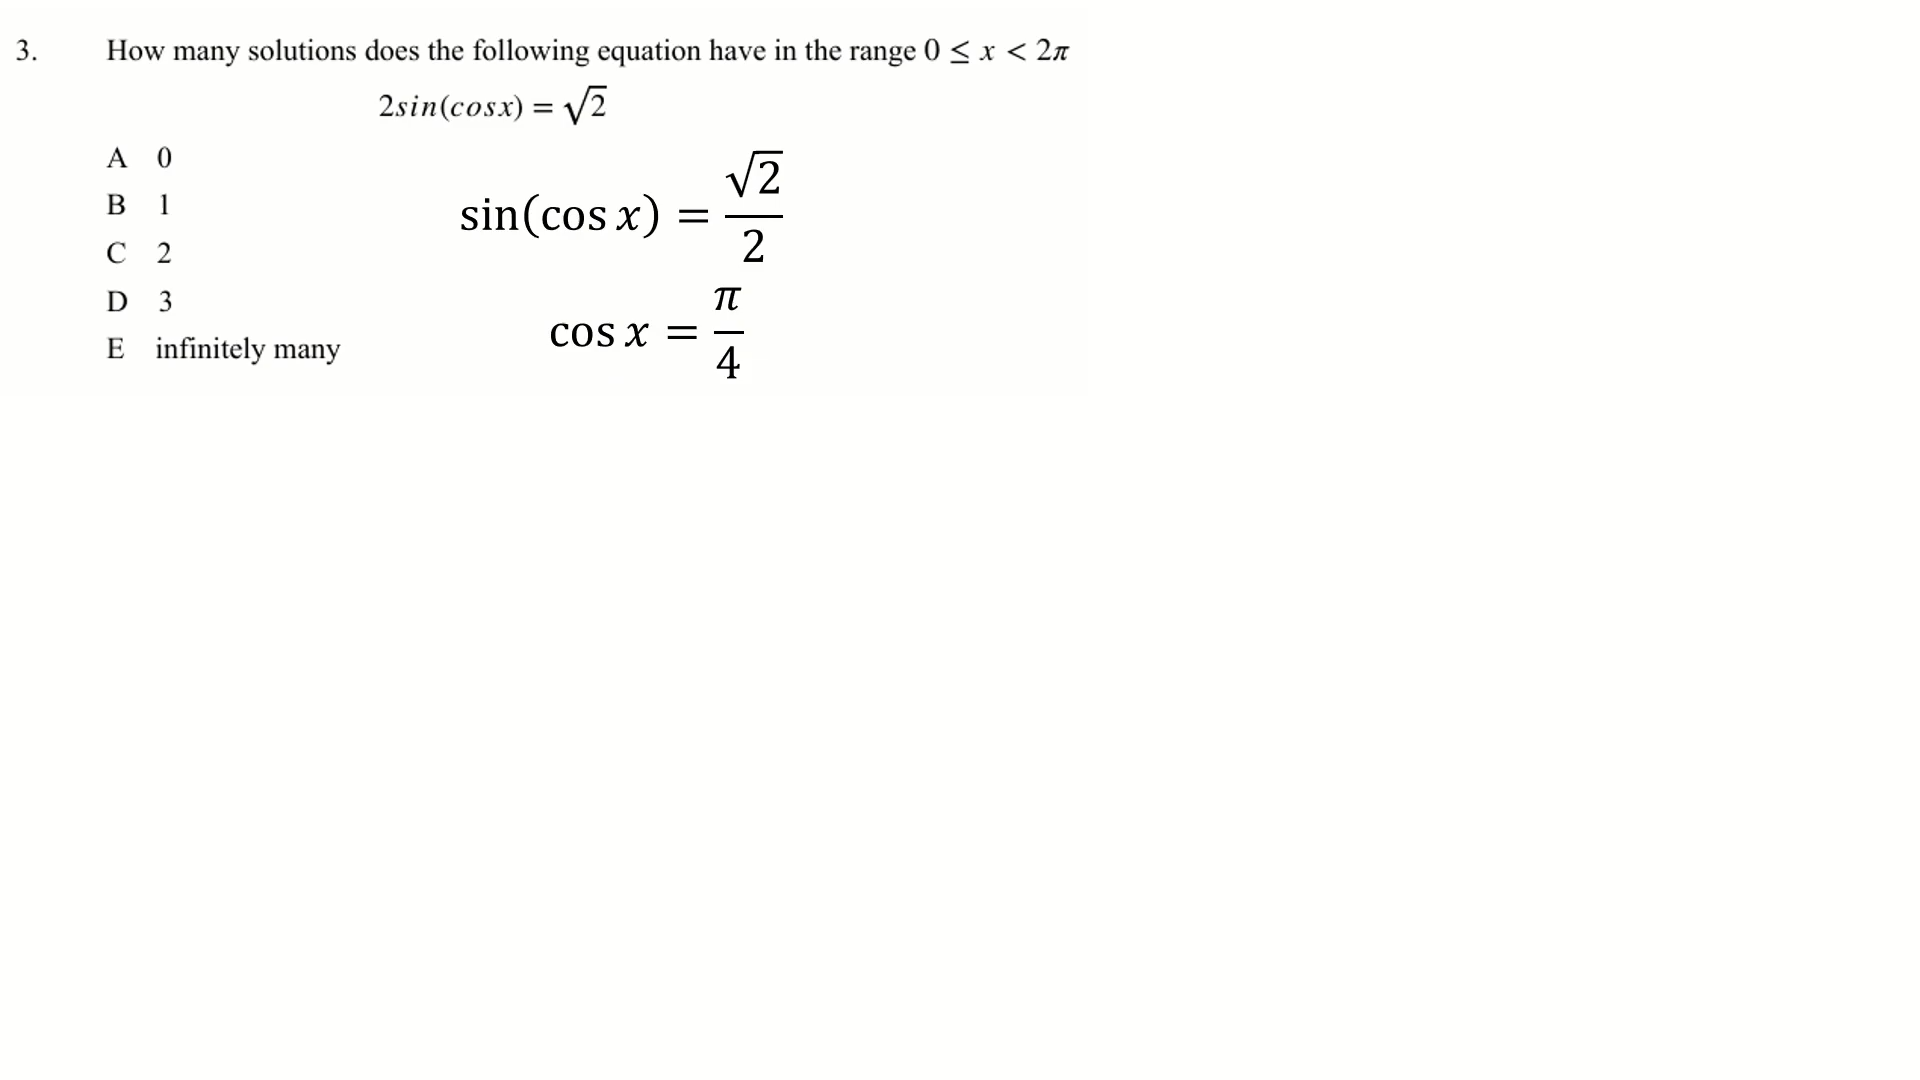 3. How many solutions does the following equation have in the range 0 ≤ x < 2π
2sin(cosx) = √2
A 0
B 1
C 2
D 3
E infinitely many
sin(cos x) = √2/2
cos x = π/4